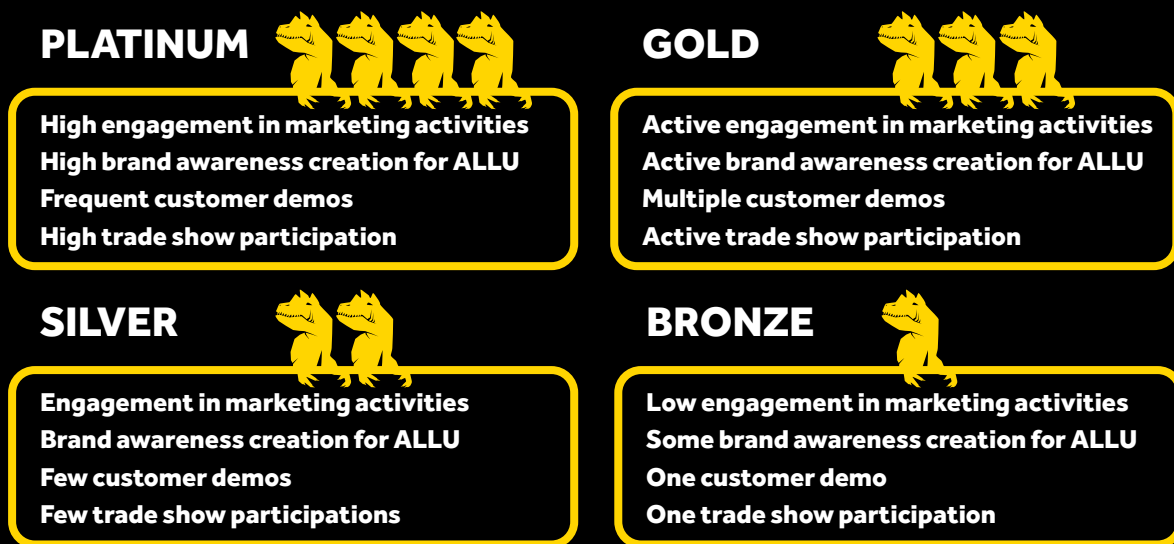 PLATINUM
High engagement in marketing activities
High brand awareness creation for ALLU
Frequent customer demos
High trade show participation
GOLD
Active engagement in marketing activities
Active brand awareness creation for ALLU
Multiple customer demos
Active trade show participation
SILVER
Engagement in marketing activities
Brand awareness creation for ALLU
Few customer demos
Few trade show participations
BRONZE
Low engagement in marketing activities
Some brand awareness creation for ALLU
One customer demo
One trade show participation